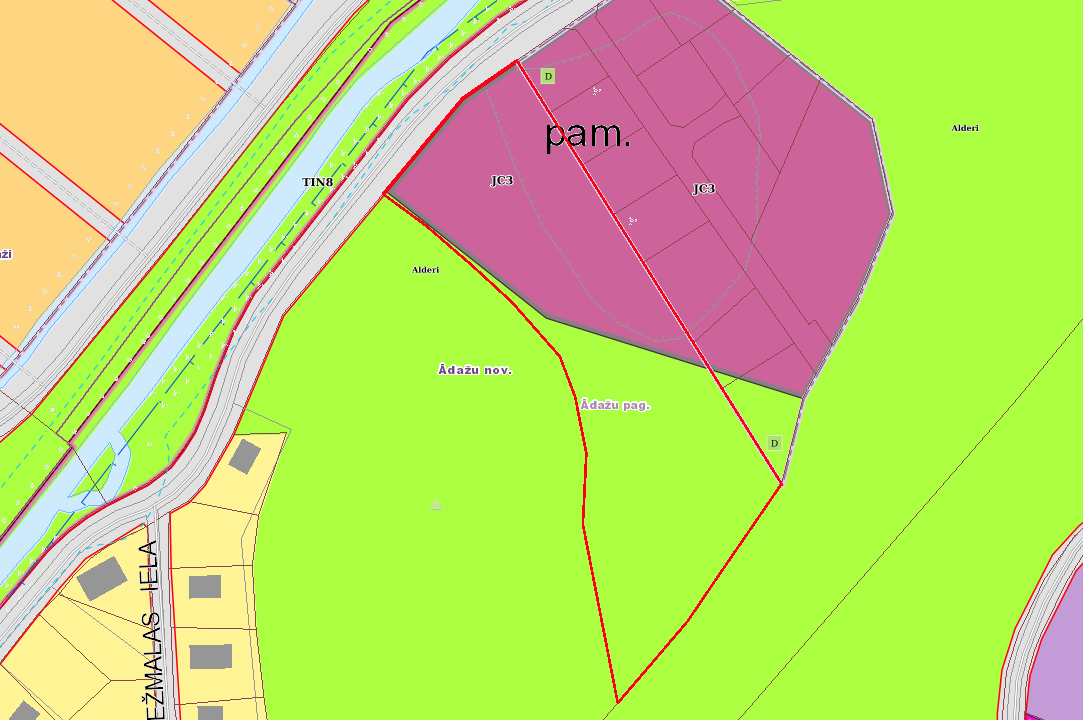 D
pam.
Alderi
TIN8
JC3
JC3
Alderi
Ādažu nov.
Ādažu pag.
D
EŽMALAS IELA